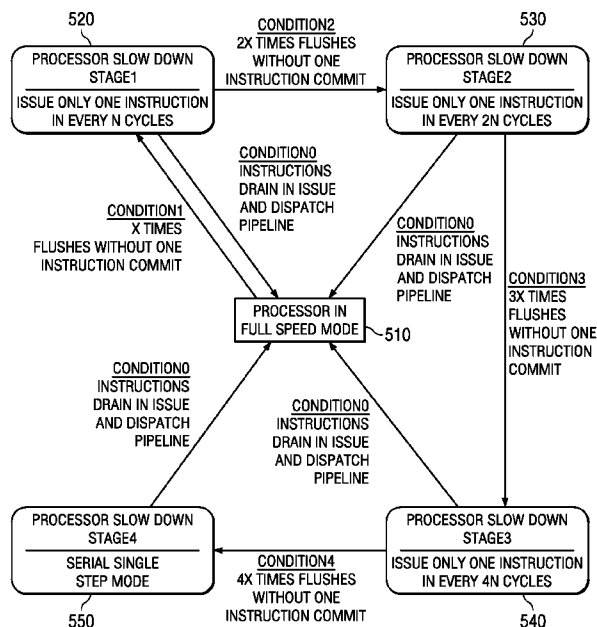 520
CONDITION2
2X TIMES FLUSHES
WITHOUT ONE
INSTRUCTION COMMIT
530
PROCESSOR SLOW DOWN
STAGE1
ISSUE ONLY ONE INSTRUCTION
IN EVERY N CYCLES
PROCESSOR SLOW DOWN
STAGE2
ISSUE ONLY ONE INSTRUCTION
IN EVERY 2N CYCLES
CONDITION0
INSTRUCTIONS
DRAIN IN ISSUE
AND DISPATCH
PIPELINE
CONDITION1
X TIMES
FLUSHES WITHOUT ONE
INSTRUCTION COMMIT
CONDITION0
INSTRUCTIONS
DRAIN IN ISSUE
AND DISPATCH
PIPELINE
CONDITION3
3X TIMES
FLUSHES
WITHOUT ONE
INSTRUCTION
COMMIT
PROCESSOR IN
FULL SPEED MODE
510
CONDITION0
INSTRUCTIONS
DRAIN IN ISSUE
AND DISPATCH
PIPELINE
CONDITION0
INSTRUCTIONS
DRAIN IN ISSUE
AND DISPATCH
PIPELINE
PROCESSOR SLOW DOWN
STAGE4
SERIAL SINGLE
STEP MODE
550
CONDITION4
4X TIMES FLUSHES
WITHOUT ONE
INSTRUCTION COMMIT
PROCESSOR SLOW DOWN
STAGE3
ISSUE ONLY ONE INSTRUCTION
IN EVERY 4N CYCLES
540